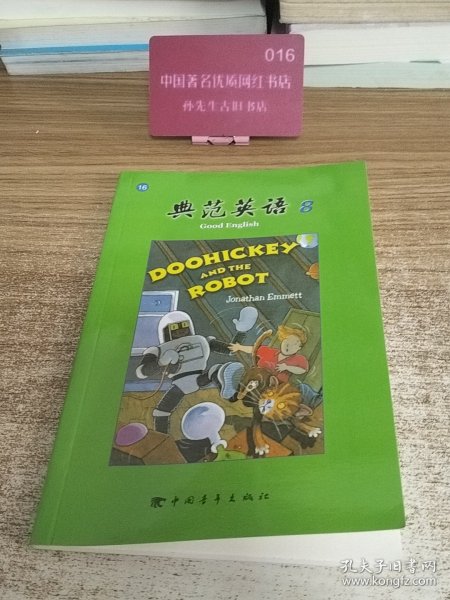 016
中国著名优质网红书店
孙先生古旧书店
16
典范英语 8
Good English
DOOHICKEY
AND THE
ROBOT
Jonathan Emmett
中国青年出版社
孔夫子旧书网
www.kongfz.com